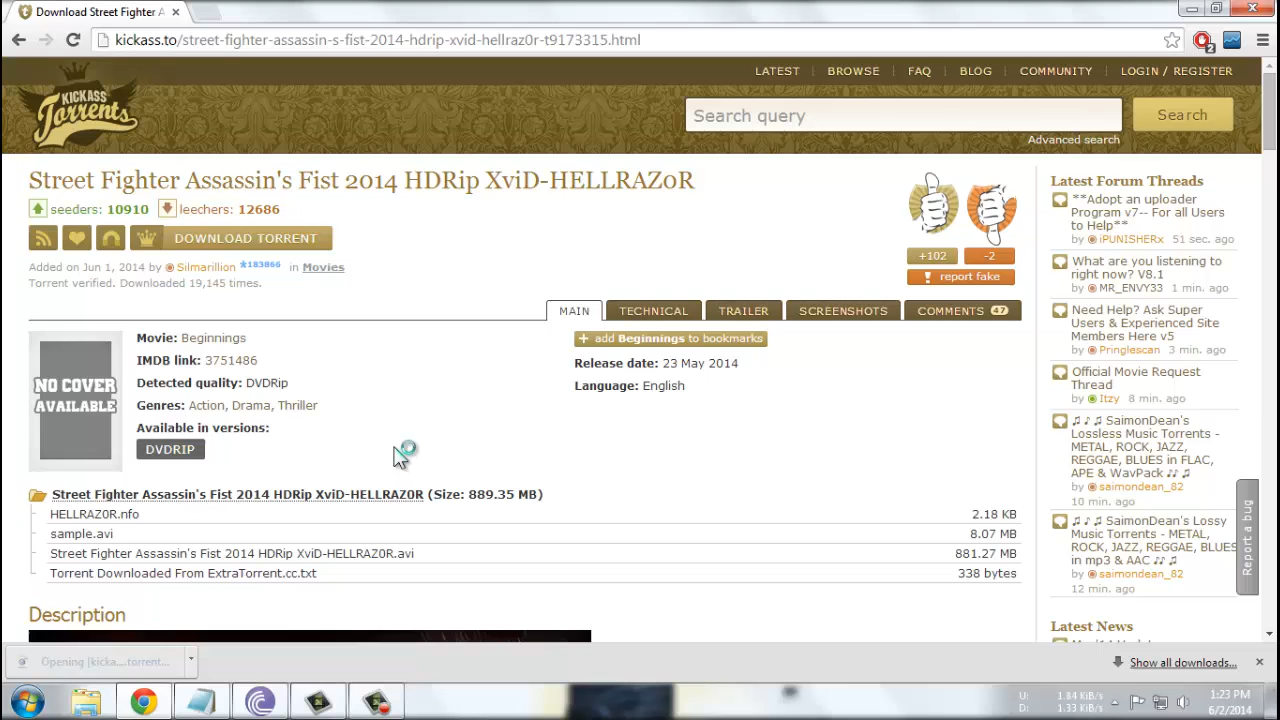 Download Street Fighter A
kickass.to/street-fighter-assassin-s-fist-2014-hdrip-xvid-hellraz0r-t9173315.html
2
LATEST BROWSE FAQ BLOG COMMUNITY LOGIN / REGISTER
KICKASS
Torrents
Search query
Search
Advanced search
Street Fighter Assassin's Fist 2014 HDRip XviD-HELLRAZ0R
seeders: 10910 leechers: 12686
DOWNLOAD TORRENT
Added on Jun 1, 2014 by Silmarillion 183866 in Movies
Torrent verified. Downloaded 19,145 times.
+102 -2
report fake
MAIN TECHNICAL TRAILER SCREENSHOTS COMMENTS 47
NO COVER
AVAILABLE
Movie: Beginnings
IMDB link: 3751486
Detected quality: DVDRip
Genres: Action, Drama, Thriller
Available in versions:
DVDRIP
+ add Beginnings to bookmarks
Release date: 23 May 2014
Language: English
Street Fighter Assassin's Fist 2014 HDRip XviD-HELLRAZ0R (Size: 889.35 MB)
HELLRAZ0R.nfo 2.18 KB
sample.avi 8.07 MB
Street Fighter Assassin's Fist 2014 HDRip XviD-HELLRAZ0R.avi 881.27 MB
Torrent Downloaded From ExtraTorrent.cc.txt 338 bytes
Description
Latest Forum Threads
**Adopt an uploader
Program v7-- For all Users
to Help**
by iPUNISHERx 51 sec. ago
What are you listening to
right now? V8.1
by MR_ENVY33 1 min. ago
Need Help? Ask Super
Users & Experienced Site
Members Here v5
by Pringlescan 3 min. ago
Official Movie Request
Thread
by Itzy 8 min. ago
♫ ♪ ♫ SaimonDean's
Lossless Music Torrents -
METAL, ROCK, JAZZ,
REGGAE, BLUES in FLAC,
APE & WavPack ♪♪ ♫
by saimondean_82
10 min. ago
♫ ♪ ♫ SaimonDean's Lossy
Music Torrents - METAL,
ROCK, JAZZ, REGGAE, BLUES
in mp3 & AAC ♪♪ ♫
by saimondean_82
12 min. ago
Latest News
Report a bug
Opening [kicka....torrent...
Show all downloads...
U: 1.84 KiB/s
D: 1.33 KiB/s
1:23 PM
6/2/2014